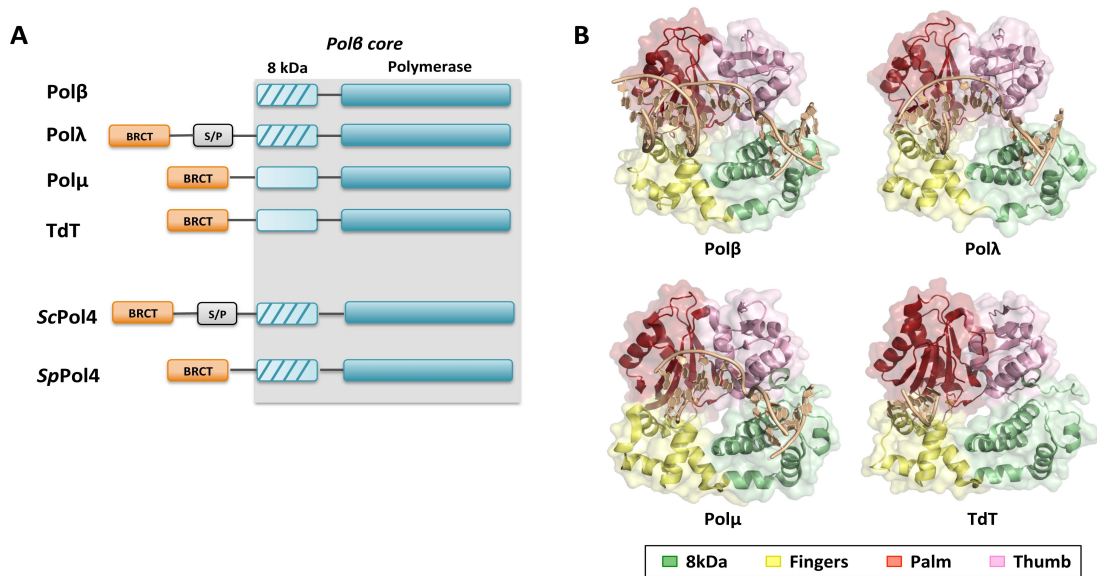 A
Polβ core
8 kDa Polymerase
Polβ
Polλ BRCT S/P
Polμ BRCT
TdT BRCT
ScPol4 BRCT S/P
SpPol4 BRCT
B
Polβ Polλ
Polμ TdT
8kDa Fingers Palm Thumb